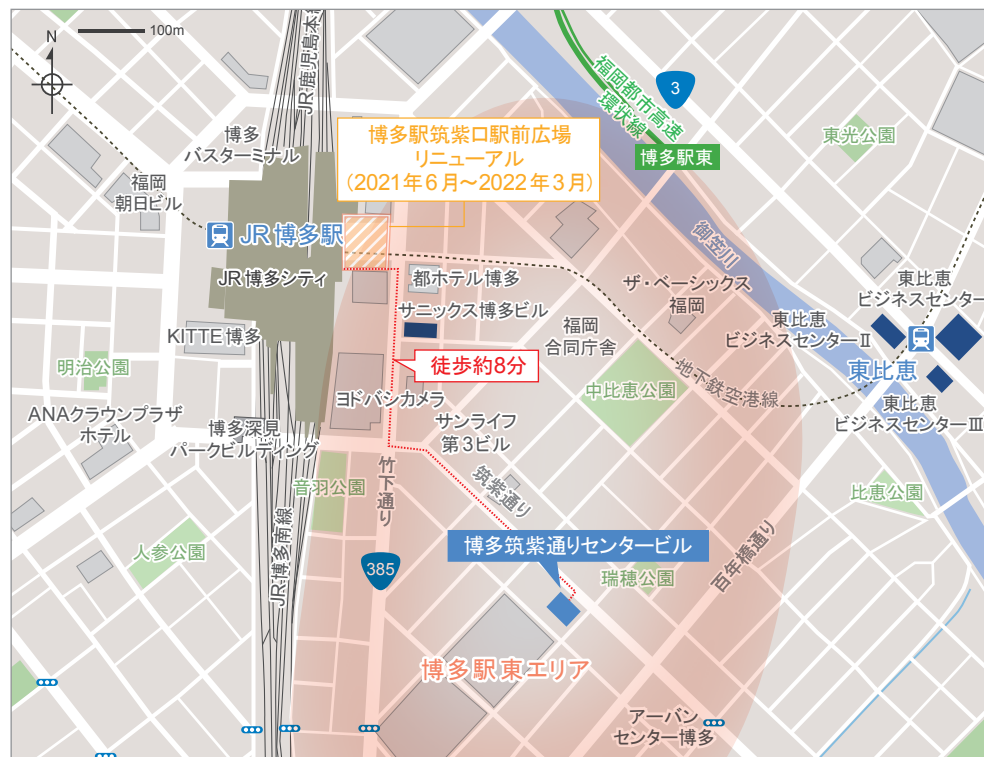 N
100m
JR鹿児島本線
3
福岡都市高速
環状線
博多駅東
東光公園
博多
バスターミナル
博多駅筑紫口駅前広場
リニューアル
(2021年6月〜2022年3月)
福岡
朝日ビル
JR博多駅
御笠川
JR博多シティ
都ホテル博多
ザ・ベーシックス
福岡
東比恵
ビジネスセンター
サニックス博多ビル
東比恵
ビジネスセンターⅡ
KITTE博多
福岡
合同庁舎
徒歩約8分
東比恵
明治公園
中比恵公園
地下鉄空港線
ヨドバシカメラ
東比恵
ビジネスセンターⅢ
ANAクラウンプラザ
ホテル
博多深見
パークビルディング
サンライフ
第3ビル
竹下通り
筑紫通り
音羽公園
比恵公園
人参公園
JR博多南線
385
博多筑紫通りセンタービル
瑞穂公園
百年橋通り
博多駅東エリア
アーバン
センター博多